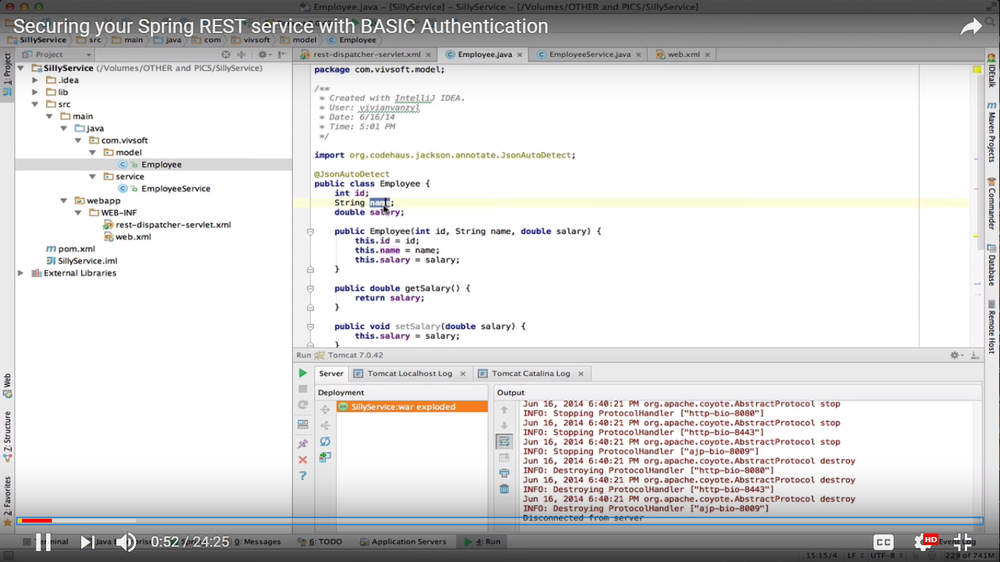 Employee.java - [SillyService] - SillyService - [/Volumes/OTHER and PICS/SillyService]
Securing your Spring REST service with BASIC Authentication
SillyService src main java com vivsoft model Employee
Project
rest-dispatcher-servlet.xml Employee.java EmployeeService.java web.xml
1: Project
SillyService (/Volumes/OTHER and PICS/SillyService)
.idea
lib
src
main
java
com.vivsoft
model
Employee
service
EmployeeService
webapp
WEB-INF
rest-dispatcher-servlet.xml
web.xml
pom.xml
SillyService.iml
External Libraries
Web
Z: Structure
2: Favorites
package com.vivsoft.model;
/**
* Created with IntelliJ IDEA.
* User: vivianvanzyl
* Date: 6/16/14
* Time: 5:01 PM
*/
import org.codehaus.jackson.annotate.JsonAutoDetect;
@JsonAutoDetect
public class Employee {
int id;
String name;
double salary;
public Employee(int id, String name, double salary) {
this.id = id;
this.name = name;
this.salary = salary;
}
public double getSalary() {
return salary;
}
public void setSalary(double salary) {
this.salary = salary;
}
IDEtalk
Maven Projects
Commander
Database
Remote Host
Run Tomcat 7.0.42
Server Tomcat Localhost Log Tomcat Catalina Log
Deployment
SillyService:war exploded
Output
Jun 16, 2014 6:40:21 PM org.apache.coyote.AbstractProtocol stop
INFO: Stopping ProtocolHandler ["http-bio-8080"]
Jun 16, 2014 6:40:21 PM org.apache.coyote.AbstractProtocol stop
INFO: Stopping ProtocolHandler ["http-bio-8443"]
Jun 16, 2014 6:40:21 PM org.apache.coyote.AbstractProtocol stop
INFO: Stopping ProtocolHandler ["ajp-bio-8009"]
Jun 16, 2014 6:40:21 PM org.apache.coyote.AbstractProtocol destroy
INFO: Destroying ProtocolHandler ["http-bio-8080"]
Jun 16, 2014 6:40:21 PM org.apache.coyote.AbstractProtocol destroy
INFO: Destroying ProtocolHandler ["http-bio-8443"]
Jun 16, 2014 6:40:21 PM org.apache.coyote.AbstractProtocol destroy
INFO: Destroying ProtocolHandler ["ajp-bio-8009"]
Disconnected from server
0:52 / 24:25
CC HD
0: Messages 6: TODO Application Servers 4: Run Event Log
15:15/4 LF UTF-8 229 of 741M